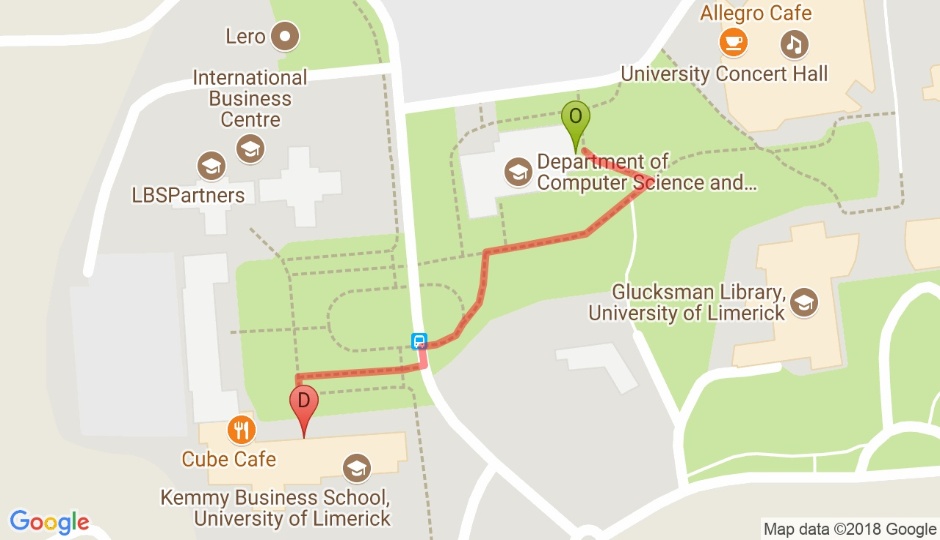 Allegro Cafe
Lero
University Concert Hall
International
Business
Centre
O
LBSPartners
Department of
Computer Science and...
Glucksman Library,
University of Limerick
D
Cube Cafe
Kemmy Business School,
University of Limerick
Google
Map data ©2018 Google